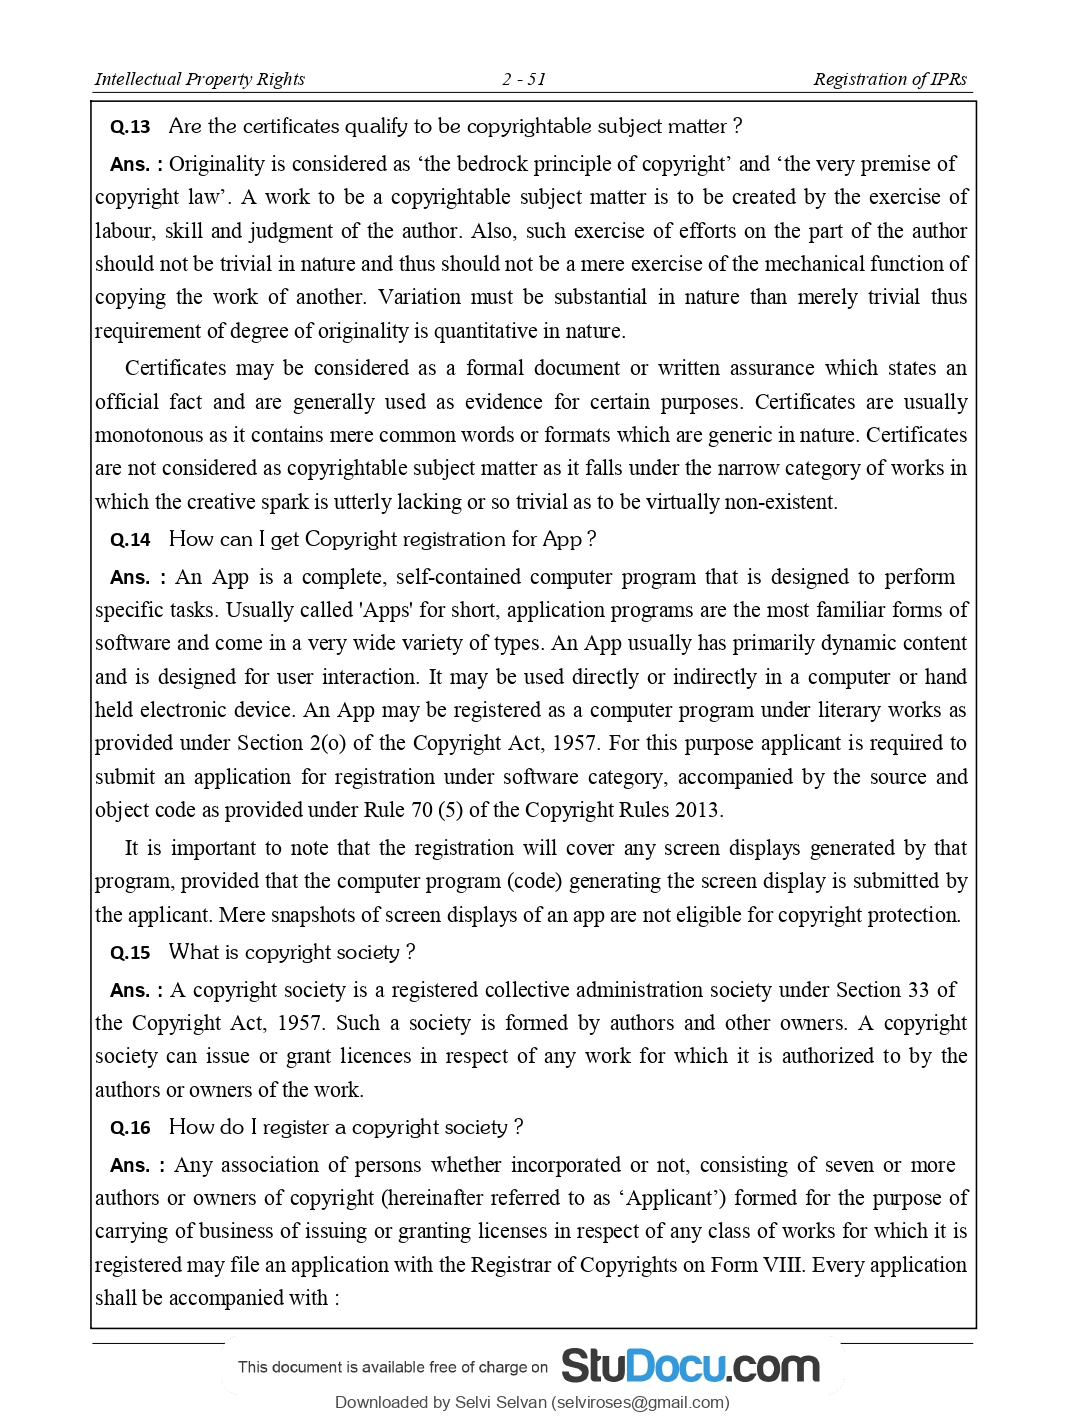 Intellectual Property Rights 2 - 51 Registration of IPRs
Q.13 Are the certificates qualify to be copyrightable subject matter ?
Ans. : Originality is considered as ‘the bedrock principle of copyright’ and ‘the very premise of
copyright law’. A work to be a copyrightable subject matter is to be created by the exercise of
labour, skill and judgment of the author. Also, such exercise of efforts on the part of the author
should not be trivial in nature and thus should not be a mere exercise of the mechanical function of
copying the work of another. Variation must be substantial in nature than merely trivial thus
requirement of degree of originality is quantitative in nature.
Certificates may be considered as a formal document or written assurance which states an
official fact and are generally used as evidence for certain purposes. Certificates are usually
monotonous as it contains mere common words or formats which are generic in nature. Certificates
are not considered as copyrightable subject matter as it falls under the narrow category of works in
which the creative spark is utterly lacking or so trivial as to be virtually non-existent.
Q.14 How can I get Copyright registration for App ?
Ans. : An App is a complete, self-contained computer program that is designed to perform
specific tasks. Usually called 'Apps' for short, application programs are the most familiar forms of
software and come in a very wide variety of types. An App usually has primarily dynamic content
and is designed for user interaction. It may be used directly or indirectly in a computer or hand
held electronic device. An App may be registered as a computer program under literary works as
provided under Section 2(o) of the Copyright Act, 1957. For this purpose applicant is required to
submit an application for registration under software category, accompanied by the source and
object code as provided under Rule 70 (5) of the Copyright Rules 2013.
It is important to note that the registration will cover any screen displays generated by that
program, provided that the computer program (code) generating the screen display is submitted by
the applicant. Mere snapshots of screen displays of an app are not eligible for copyright protection.
Q.15 What is copyright society ?
Ans. : A copyright society is a registered collective administration society under Section 33 of
the Copyright Act, 1957. Such a society is formed by authors and other owners. A copyright
society can issue or grant licences in respect of any work for which it is authorized to by the
authors or owners of the work.
Q.16 How do I register a copyright society ?
Ans. : Any association of persons whether incorporated or not, consisting of seven or more
authors or owners of copyright (hereinafter referred to as ‘Applicant’) formed for the purpose of
carrying of business of issuing or granting licenses in respect of any class of works for which it is
registered may file an application with the Registrar of Copyrights on Form VIII. Every application
shall be accompanied with :
This document is available free of charge on StuDocu.com
Downloaded by Selvi Selvan (selviroses@gmail.com)